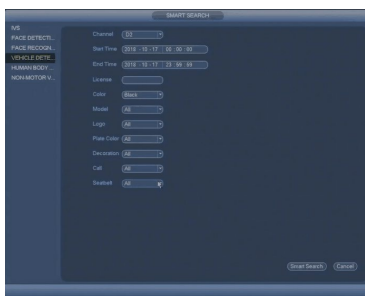 SMART SEARCH
IVS
FACE DETECTI...
FACE RECOGN...
VEHICLE DETE...
HUMAN BODY ...
NON-MOTOR V...
Channel D3
Start Time 2018 - 10 - 17 00 : 00 : 00
End Time 2018 - 10 - 17 23 : 59 : 59
License
Color Black
Model All
Logo All
Plate Color All
Decoration All
Call All
Seatbelt All
Smart Search Cancel